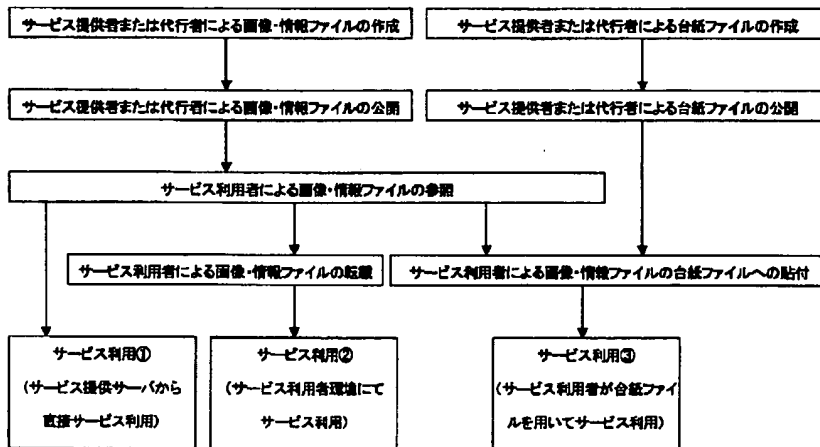 サービス提供者または代行者による画像・情報ファイルの作成
サービス提供者または代行者による台紙ファイルの作成
サービス提供者または代行者による画像・情報ファイルの公開
サービス提供者または代行者による台紙ファイルの公開
サービス利用者による画像・情報ファイルの参照
サービス利用者による画像・情報ファイルの転載
サービス利用者による画像・情報ファイルの台紙ファイルへの貼付
サービス利用①
(サービス提供サーバから
直接サービス利用)
サービス利用②
(サービス利用者環境にて
サービス利用)
サービス利用③
(サービス利用者が台紙ファイ
ルを用いてサービス利用)